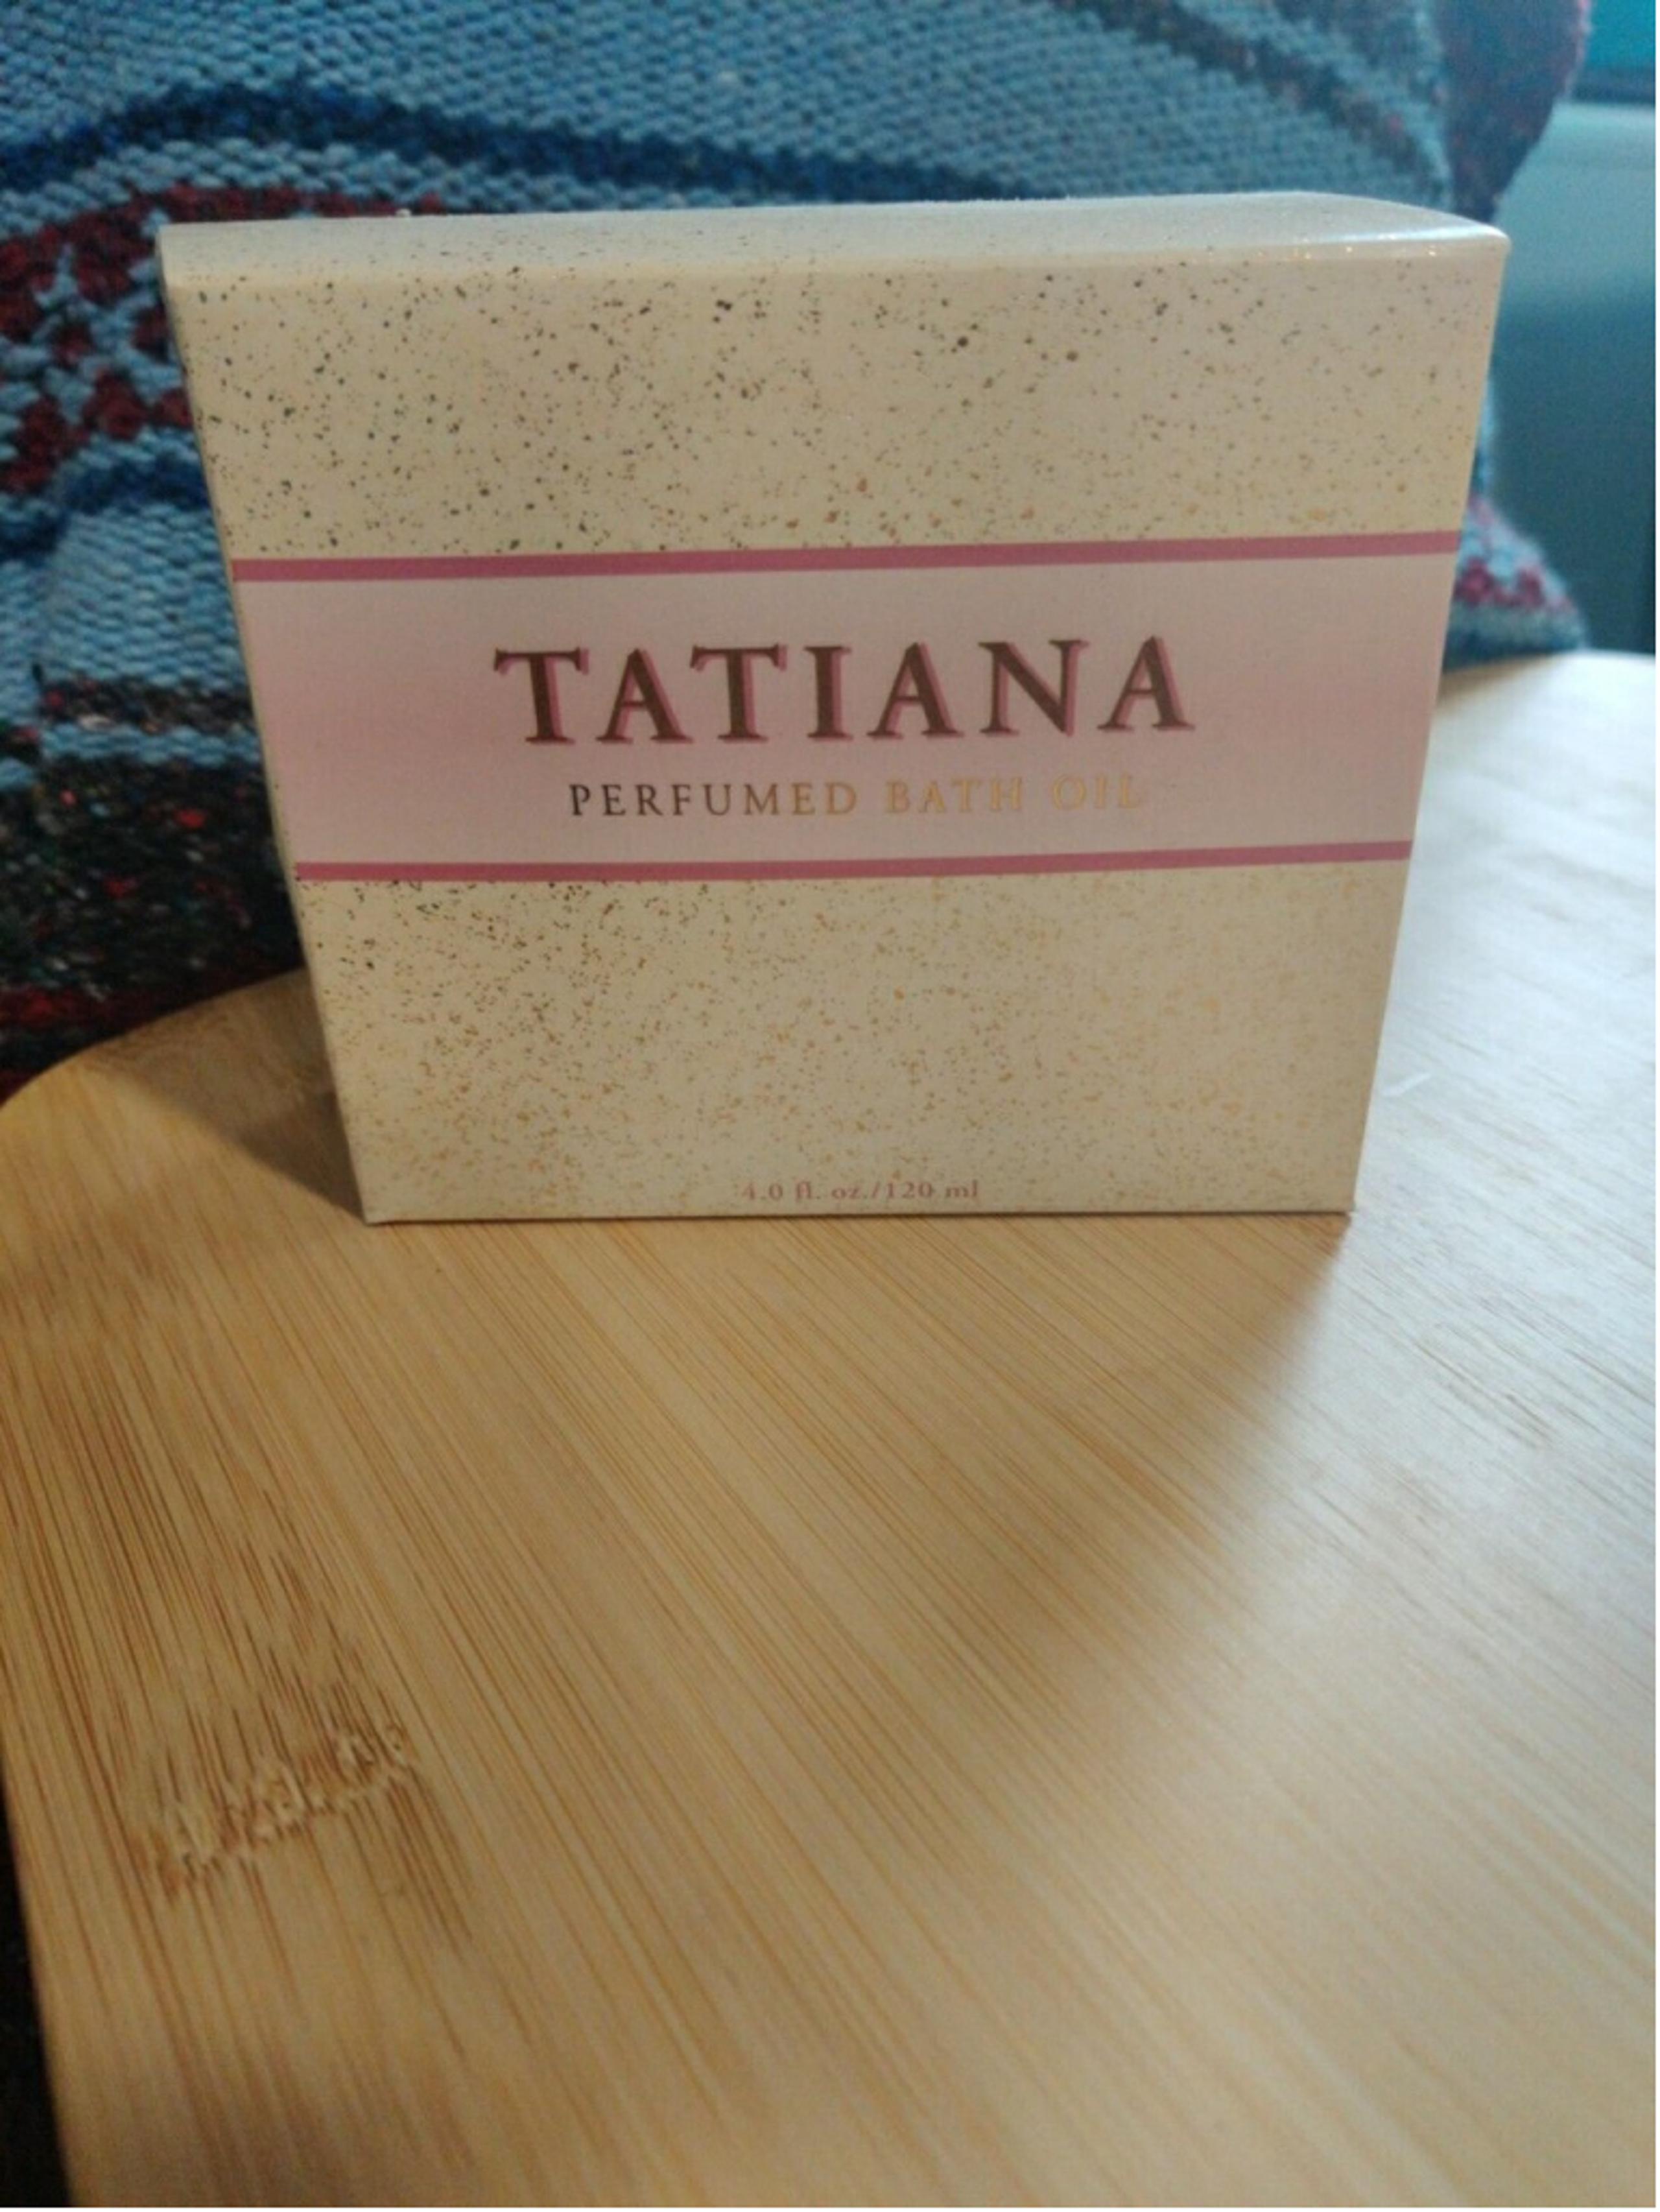 TATIANA
PERFUMED BATH OIL
4.0 fl. oz./120 ml